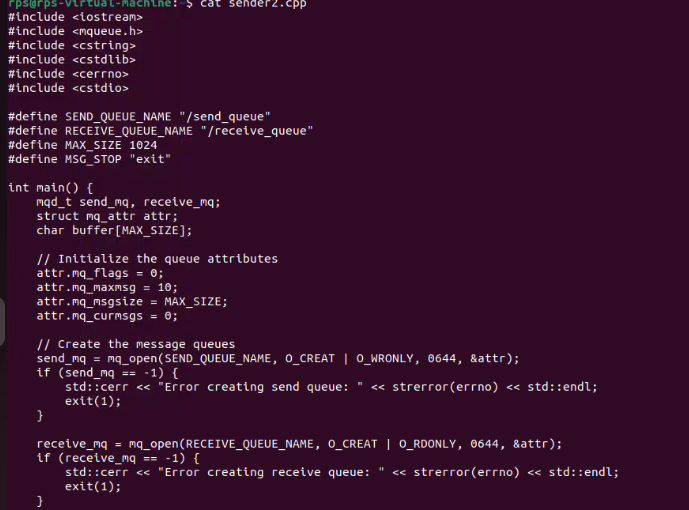 rps@rps-virtual-machine:~$ cat sender2.cpp
#include <iostream>
#include <mqueue.h>
#include <cstring>
#include <cstdlib>
#include <cerrno>
#include <cstdio>

#define SEND_QUEUE_NAME "/send_queue"
#define RECEIVE_QUEUE_NAME "/receive_queue"
#define MAX_SIZE 1024
#define MSG_STOP "exit"

int main() {
    mqd_t send_mq, receive_mq;
    struct mq_attr attr;
    char buffer[MAX_SIZE];

    // Initialize the queue attributes
    attr.mq_flags = 0;
    attr.mq_maxmsg = 10;
    attr.mq_msgsize = MAX_SIZE;
    attr.mq_curmsgs = 0;

    // Create the message queues
    send_mq = mq_open(SEND_QUEUE_NAME, O_CREAT | O_WRONLY, 0644, &attr);
    if (send_mq == -1) {
        std::cerr << "Error creating send queue: " << strerror(errno) << std::endl;
        exit(1);
    }

    receive_mq = mq_open(RECEIVE_QUEUE_NAME, O_CREAT | O_RDONLY, 0644, &attr);
    if (receive_mq == -1) {
        std::cerr << "Error creating receive queue: " << strerror(errno) << std::endl;
        exit(1);
    }